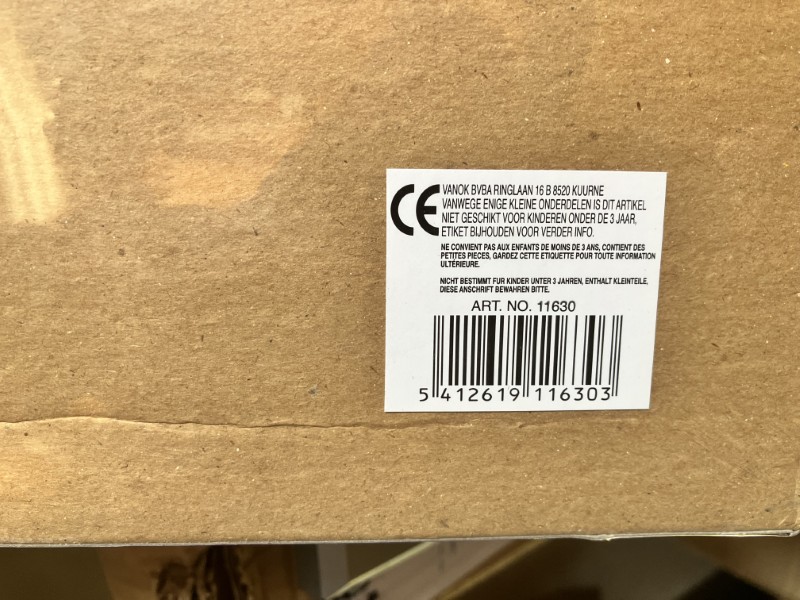 CE
VANOK BVBA RINGLAAN 16 B 8520 KUURNE
VANWEGE ENIGE KLEINE ONDERDELEN IS DIT ARTIKEL
NIET GESCHIKT VOOR KINDEREN ONDER DE 3 JAAR,
ETIKET BIJHOUDEN VOOR VERDER INFO.
NE CONVIENT PAS AUX ENFANTS DE MOINS DE 3 ANS, CONTIENT DES
PETITES PIECES, GARDEZ CETTE ETIQUETTE POUR TOUTE INFORMATION
ULTÉRIEURE.
NICHT BESTIMMT FUR KINDER UNTER 3 JAHREN, ENTHALT KLEINTEILE,
DIESE ANSCHRIFT BEWAHREN BITTE.
ART. NO. 11630
5 412619 116303